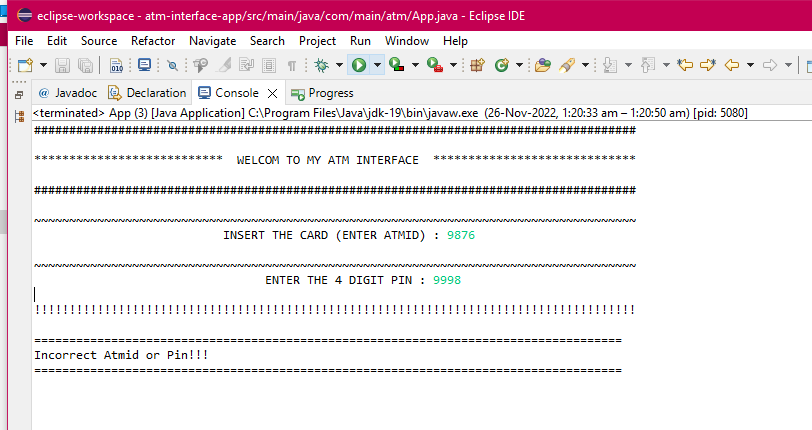 eclipse-workspace - atm-interface-app/src/main/java/com/main/atm/App.java - Eclipse IDE
File Edit Source Refactor Navigate Search Project Run Window Help
@ Javadoc Declaration Console Progress
<terminated> App (3) [Java Application] C:\Program Files\Java\jdk-19\bin\javaw.exe (26-Nov-2022, 1:20:33 am – 1:20:50 am) [pid: 5080]
######################################################################################
*************************** WELCOM TO MY ATM INTERFACE *****************************
######################################################################################
~~~~~~~~~~~~~~~~~~~~~~~~~~~~~~~~~~~~~~~~~~~~~~~~~~~~~~~~~~~~~~~~~~~~~~~~~~~~~~~~~~~~~~
INSERT THE CARD (ENTER ATMID) : 9876
~~~~~~~~~~~~~~~~~~~~~~~~~~~~~~~~~~~~~~~~~~~~~~~~~~~~~~~~~~~~~~~~~~~~~~~~~~~~~~~~~~~~~~
ENTER THE 4 DIGIT PIN : 9998
!!!!!!!!!!!!!!!!!!!!!!!!!!!!!!!!!!!!!!!!!!!!!!!!!!!!!!!!!!!!!!!!!!!!!!!!!!!!!!!!!!!!!!
====================================================================================
Incorrect Atmid or Pin!!!
====================================================================================